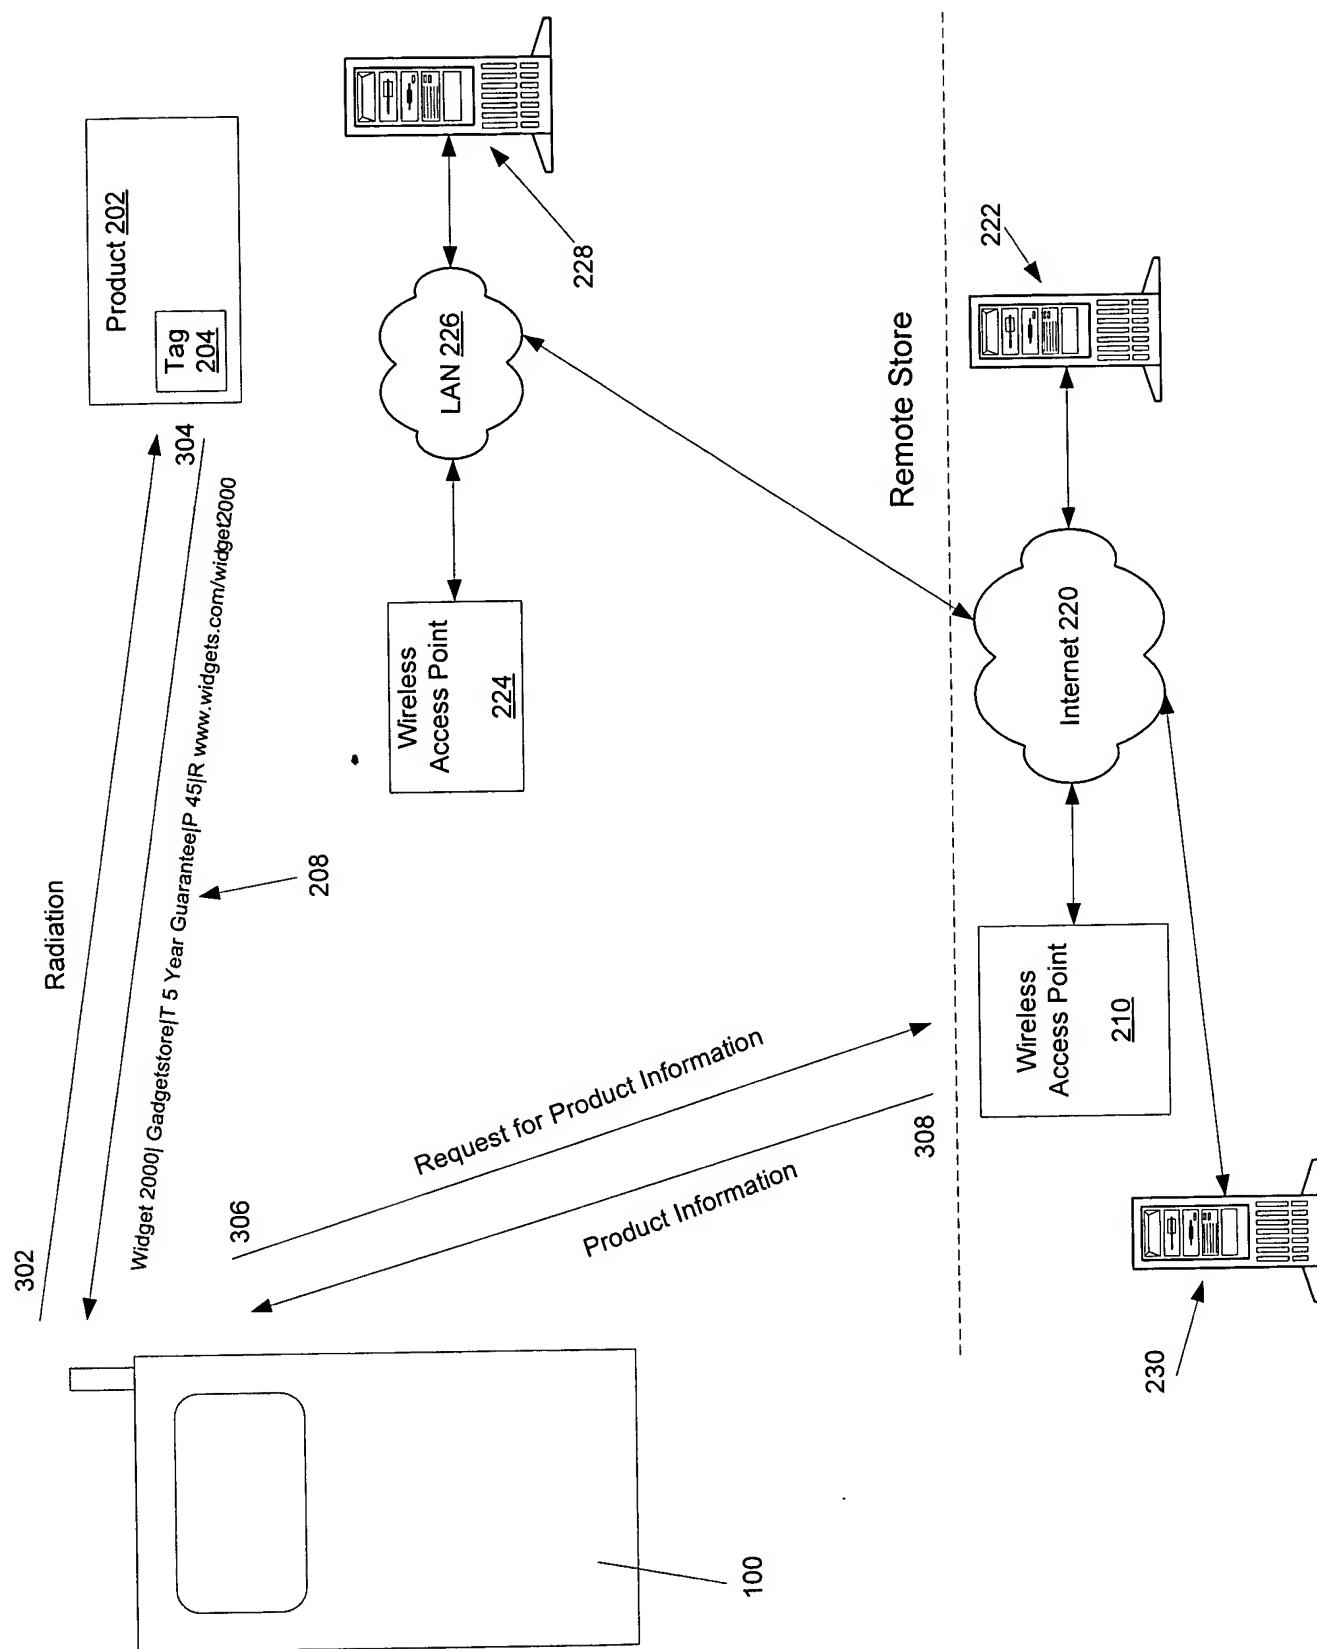 302
Radiation
304
Product 202
Tag
204
Widget 2000| Gadgetstore|T 5 Year Guarantee|P 45|R www.widgets.com/widget2000
208
306
Request for Product Information
Product Information
308
Wireless
Access Point
224
LAN 226
228
100
Remote Store
222
Wireless
Access Point
210
Internet 220
230